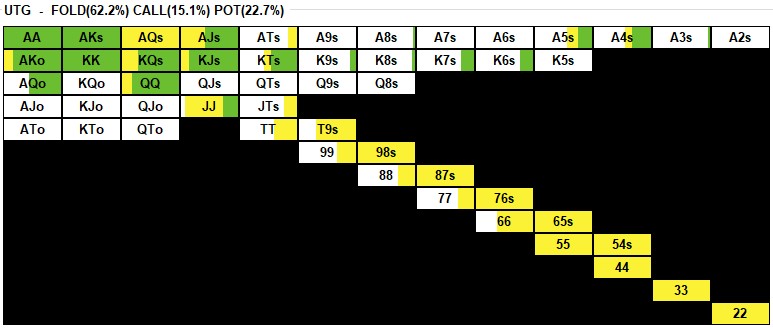 UTG - FOLD(62.2%) CALL(15.1%) POT(22.7%)
AA AKs AQs AJs ATs A9s A8s A7s A6s A5s A4s A3s A2s
AKo KK KQs KJs KTs K9s K8s K7s K6s K5s
AQo KQo QQ QJs QTs Q9s Q8s
AJo KJo QJo JJ JTs
ATo KTo QTo TT T9s
99 98s
88 87s
77 76s
66 65s
55 54s
44
33
22